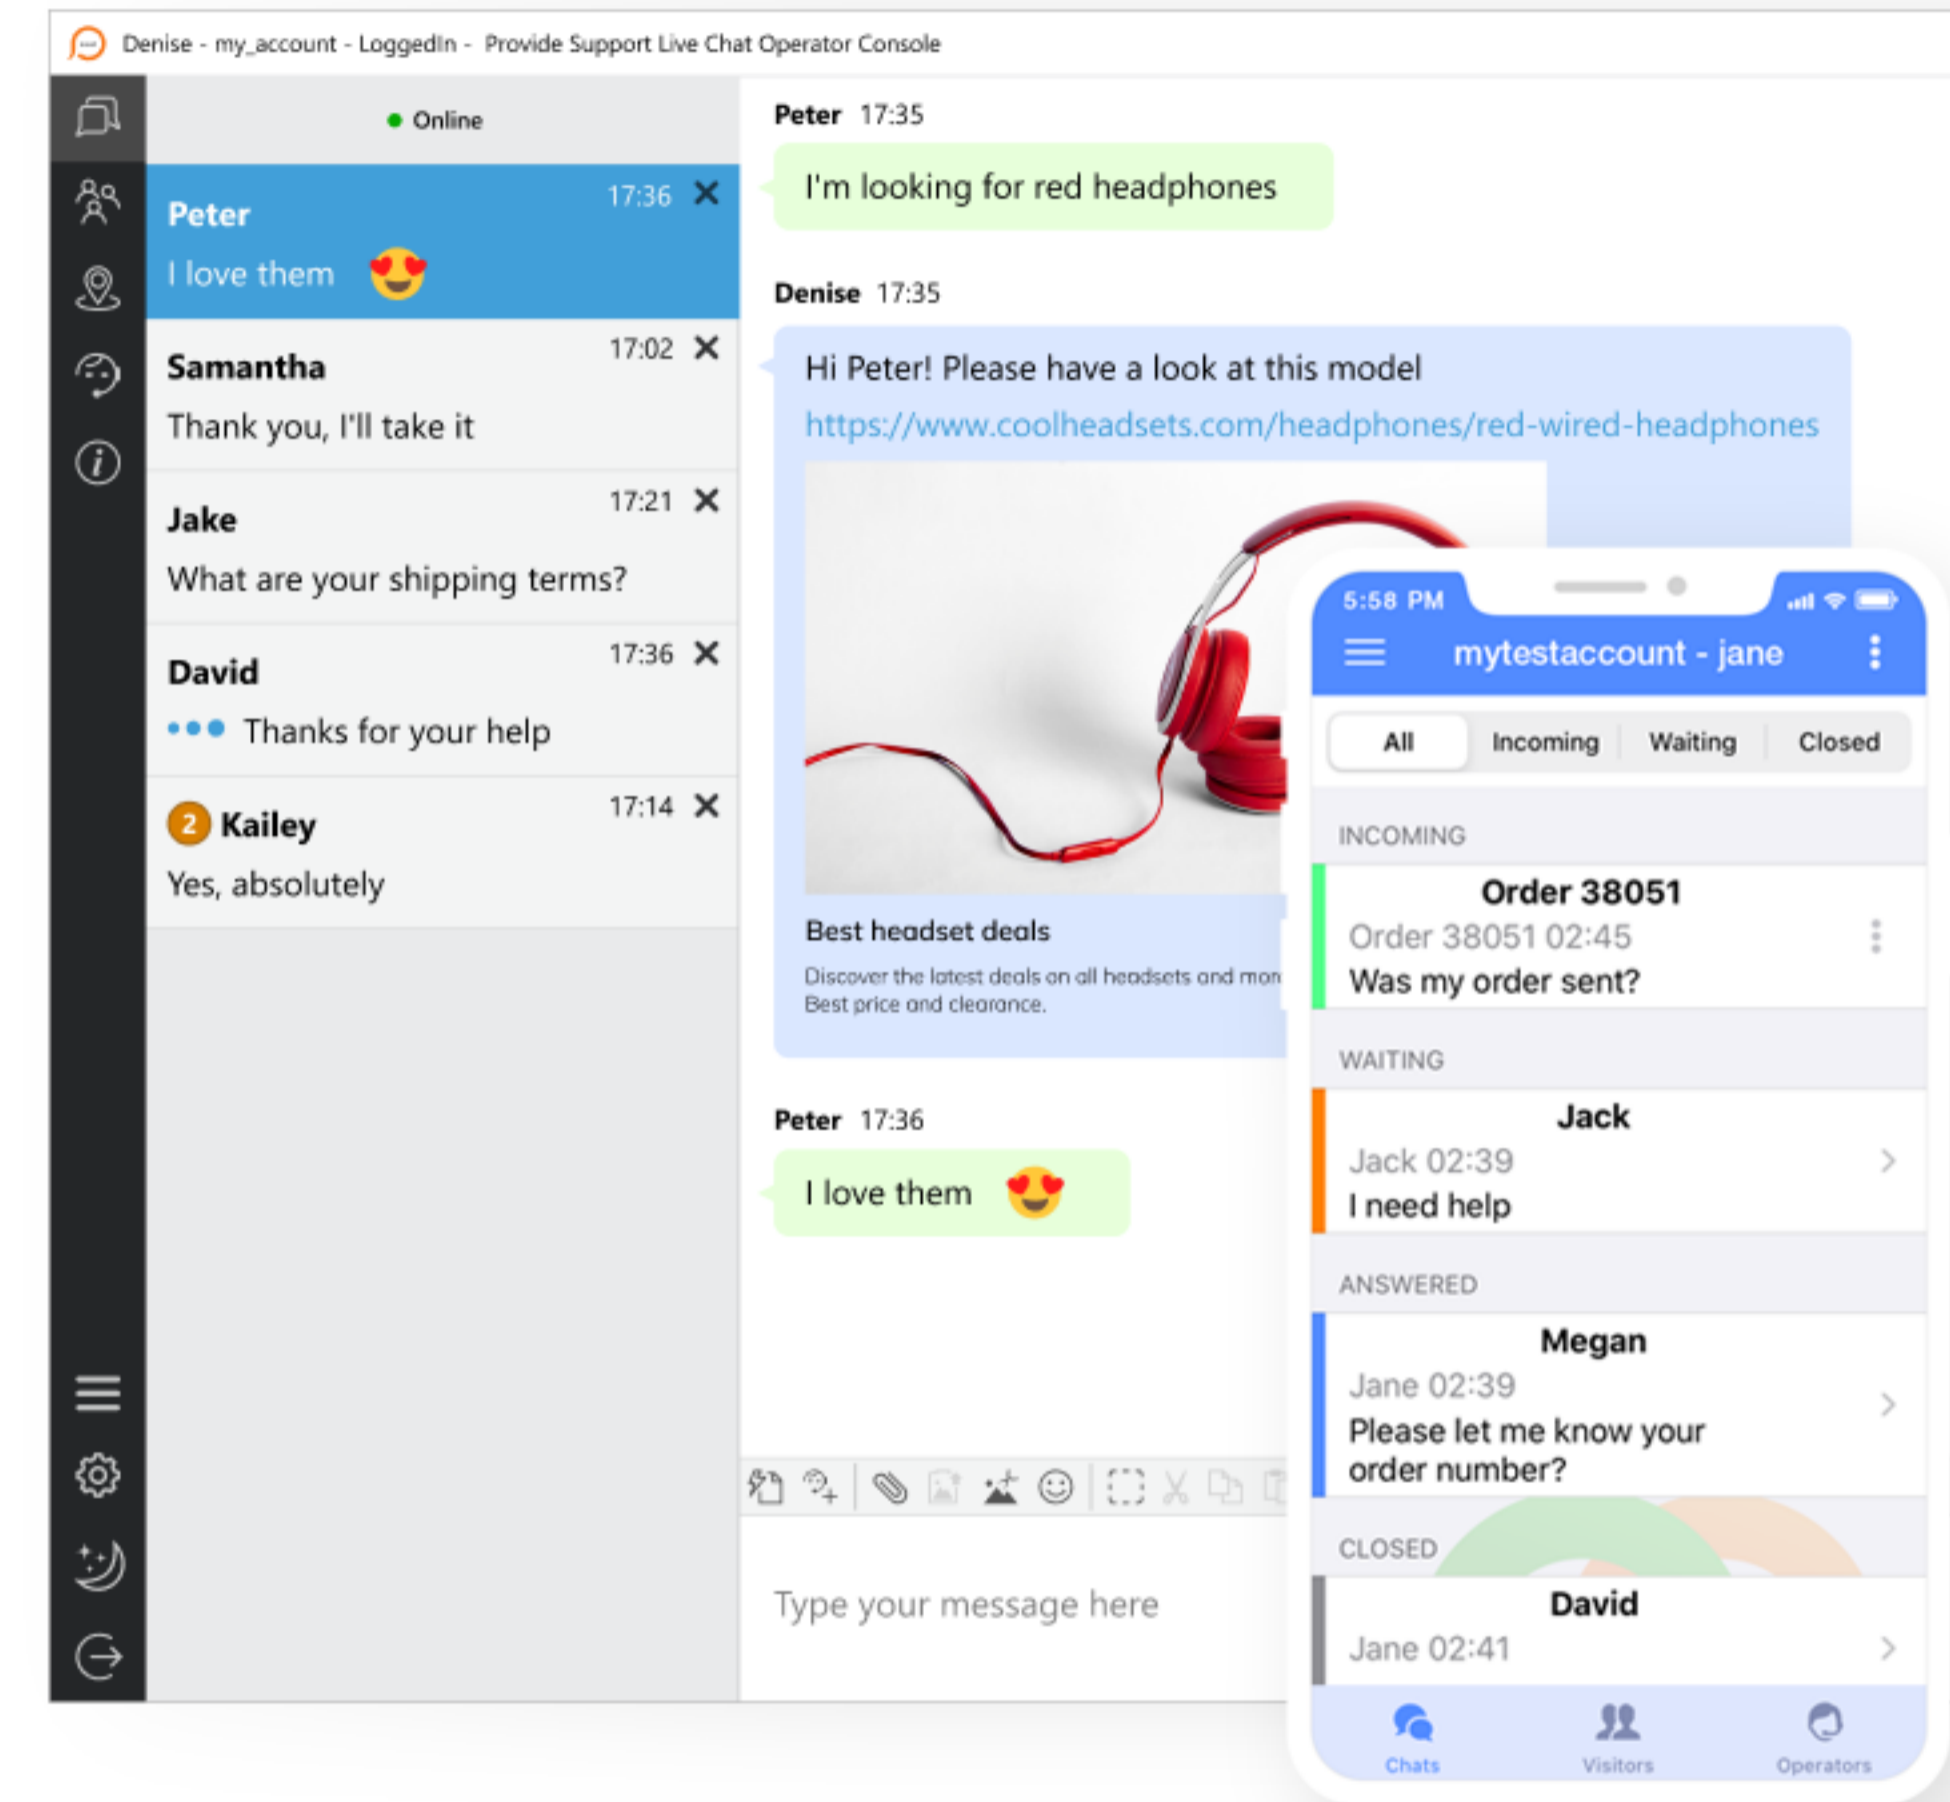 Denise - my_account - LoggedIn - Provide Support Live Chat Operator Console
Online
Peter 17:36
I love them
Samantha 17:02
Thank you, I'll take it
Jake 17:21
What are your shipping terms?
David 17:36
Thanks for your help
2 Kailey 17:14
Yes, absolutely
Peter 17:35
I'm looking for red headphones
Denise 17:35
Hi Peter! Please have a look at this model
https://www.coolheadsets.com/headphones/red-wired-headphones
Best headset deals
Discover the latest deals on all headsets and mor
Best price and clearance.
Peter 17:36
I love them
Type your message here
5:58 PM
mytestaccount - jane
All Incoming Waiting Closed
INCOMING
Order 38051
Order 38051 02:45
Was my order sent?
WAITING
Jack
Jack 02:39
I need help
ANSWERED
Megan
Jane 02:39
Please let me know your
order number?
CLOSED
David
Jane 02:41
Chats Visitors Operators